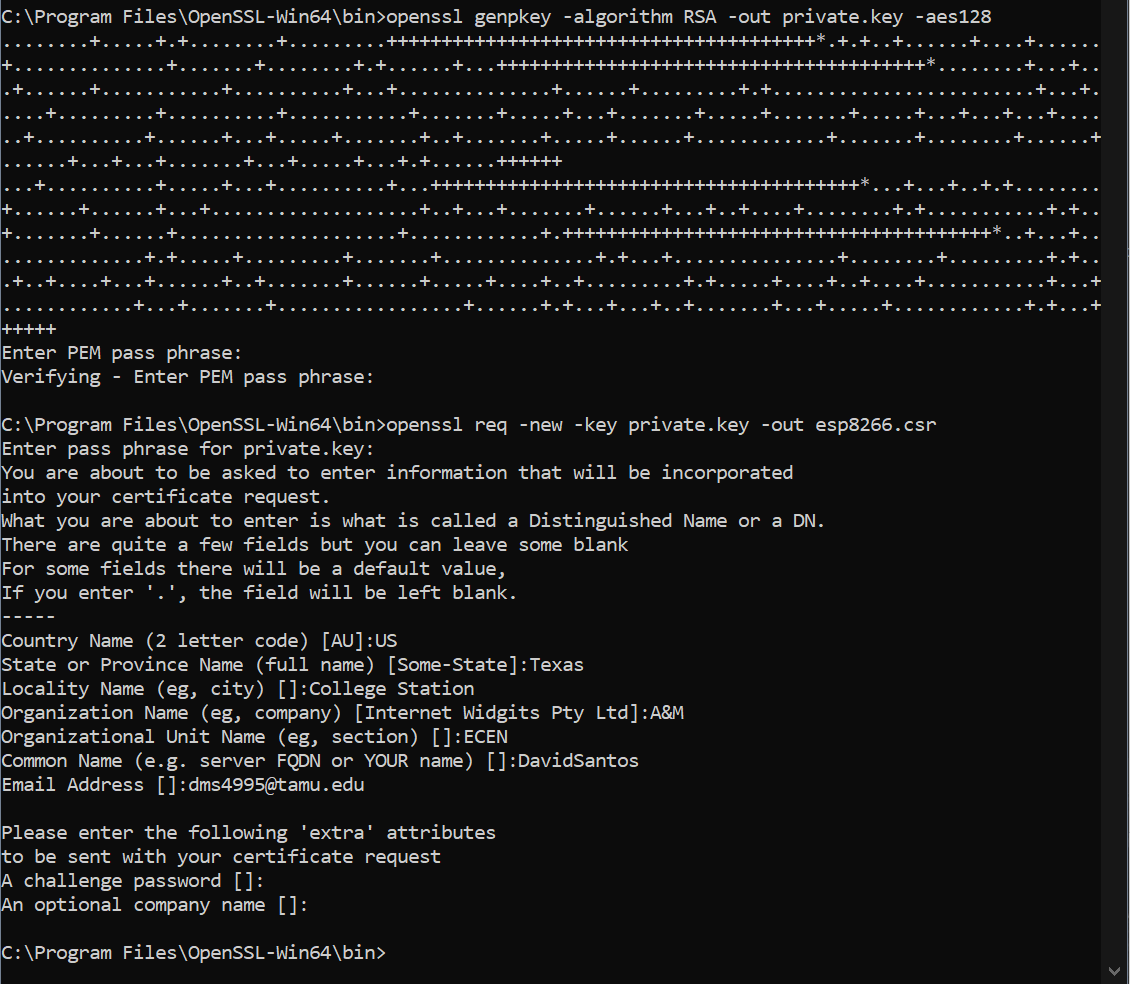 C:\Program Files\OpenSSL-Win64\bin>openssl genpkey -algorithm RSA -out private.key -aes128
........+.....+.+........+.........+++++++++++++++++++++++++++++++++++++++*.+.+..+......+....+......
+..............+.......+........+.+......+...+++++++++++++++++++++++++++++++++++++++*........+...+..
.+......+...........+..........+...+..............+......+.........+.+........................+...+.
....+.........+..........+...........+.......+.....+...+.......+.....+.......+.....+...+...+...+....
..+..........+......+...+.....+.......+..+.......+.....+......+............+.......+........+......+
......+...+...+.......+...+.....+...+.+......++++++
...+..........+.....+...+..........+...+++++++++++++++++++++++++++++++++++++++*...+...+..+.+........
+......+......+...+...................+..+...+.......+......+...+..+....+........+.+...........+.+..
+.......+......+....................+............+.+++++++++++++++++++++++++++++++++++++++*..+...+..
.............+.+.....+.........+.......+..............+.+...+...............+........+.........+.+..
.+..+....+...+......+..+.......+......+.....+....+..+.........+.+.....+....+..+....+...........+...+
............+...+.......+.................+......+.+...+...+..+.......+...+.....+............+.+...+
+++++
Enter PEM pass phrase:
Verifying - Enter PEM pass phrase:
C:\Program Files\OpenSSL-Win64\bin>openssl req -new -key private.key -out esp8266.csr
Enter pass phrase for private.key:
You are about to be asked to enter information that will be incorporated
into your certificate request.
What you are about to enter is what is called a Distinguished Name or a DN.
There are quite a few fields but you can leave some blank
For some fields there will be a default value,
If you enter '.', the field will be left blank.
-----
Country Name (2 letter code) [AU]:US
State or Province Name (full name) [Some-State]:Texas
Locality Name (eg, city) []:College Station
Organization Name (eg, company) [Internet Widgits Pty Ltd]:A&M
Organizational Unit Name (eg, section) []:ECEN
Common Name (e.g. server FQDN or YOUR name) []:DavidSantos
Email Address []:dms4995@tamu.edu
Please enter the following 'extra' attributes
to be sent with your certificate request
A challenge password []:
An optional company name []:
C:\Program Files\OpenSSL-Win64\bin>